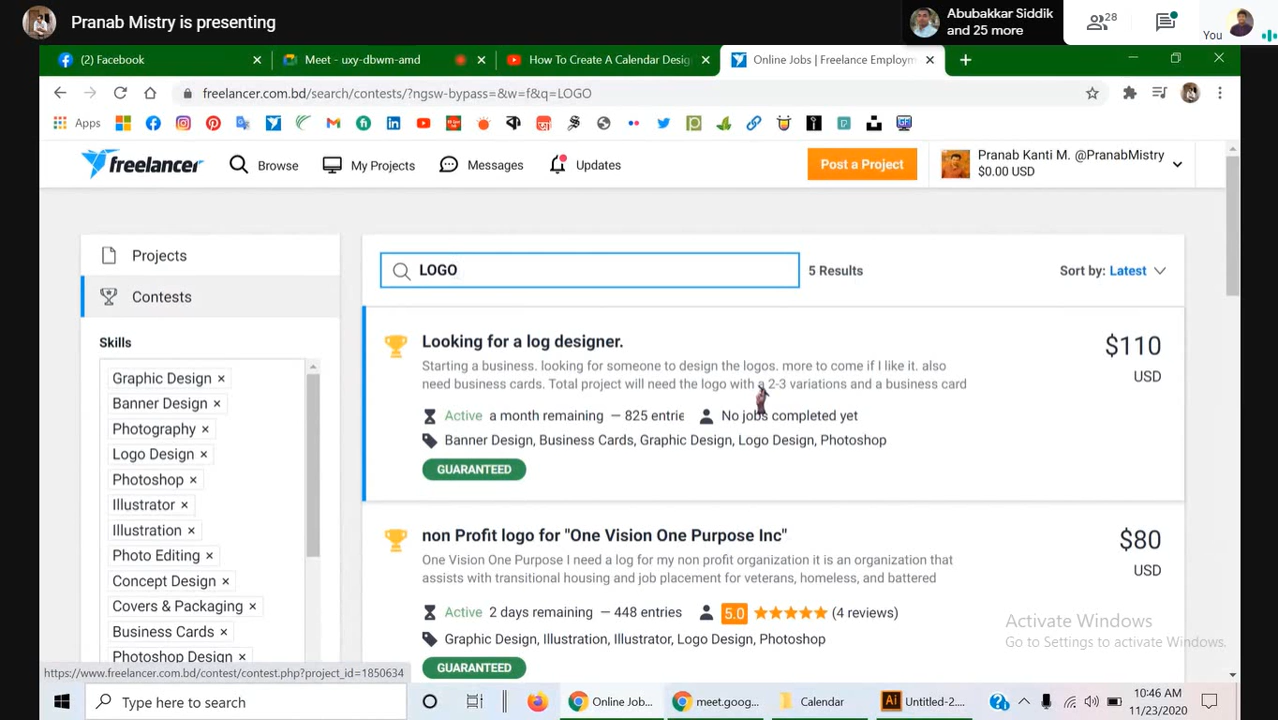 Pranab Mistry is presenting
Abubakkar Siddik
and 25 more
28
You
(2) Facebook
Meet - uxy-dbwm-amd
How To Create A Calendar Desig
Online Jobs | Freelance Employm
freelancer.com.bd/search/contests/?ngsw-bypass=&w=f&q=LOGO
Apps
freelancer
Browse
My Projects
Messages
Updates
Post a Project
Pranab Kanti M. @PranabMistry
$0.00 USD
Projects
Contests
Skills
Graphic Design ×
Banner Design ×
Photography ×
Logo Design ×
Photoshop ×
Illustrator ×
Illustration ×
Photo Editing ×
Concept Design ×
Covers & Packaging ×
Business Cards ×
Photoshop Design ×
LOGO
5 Results
Sort by: Latest
Looking for a log designer.
$110
USD
Starting a business. looking for someone to design the logos. more to come if I like it. also
need business cards. Total project will need the logo with a 2-3 variations and a business card
Active a month remaining — 825 entrie
No jobs completed yet
Banner Design, Business Cards, Graphic Design, Logo Design, Photoshop
GUARANTEED
non Profit logo for "One Vision One Purpose Inc"
$80
USD
One Vision One Purpose I need a log for my non profit organization it is an organization that
assists with transitional housing and job placement for veterans, homeless, and battered
Active 2 days remaining — 448 entries
5.0 (4 reviews)
Graphic Design, Illustration, Illustrator, Logo Design, Photoshop
GUARANTEED
Activate Windows
Go to Settings to activate Windows.
https://www.freelancer.com.bd/contest/contest.php?project_id=1850634
Type here to search
Online Job...
meet.goog...
Calendar
Ai
Untitled-2....
10:46 AM
11/23/2020